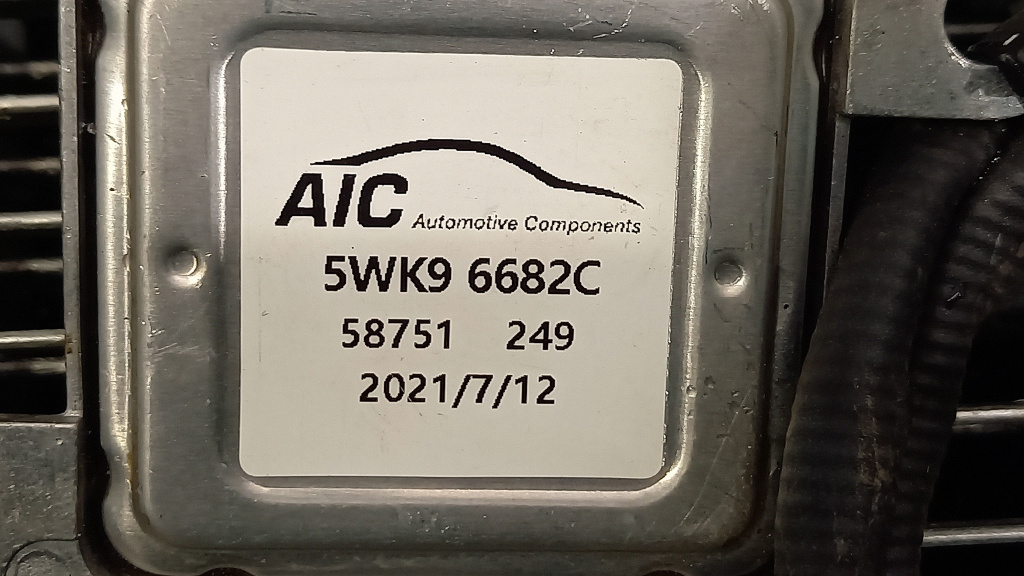 AIC Automotive Components
5WK9 6682C
58751 249
2021/7/12